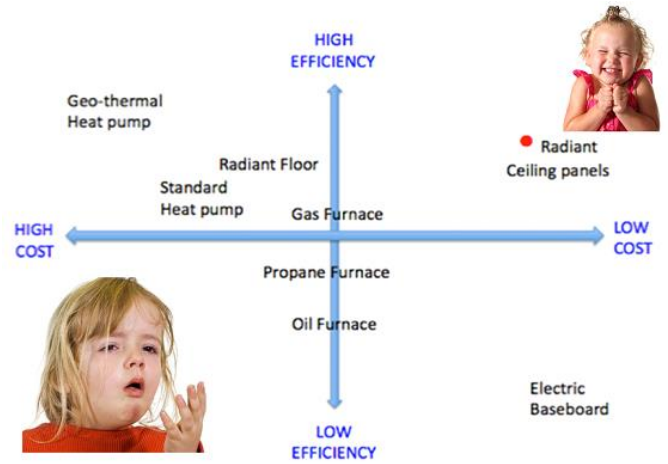 HIGH
EFFICIENCY
Geo-thermal
Heat pump
Radiant
Ceiling panels
Radiant Floor
Standard
Heat pump
Gas Furnace
HIGH
COST
LOW
COST
Propane Furnace
Oil Furnace
Electric
Baseboard
LOW
EFFICIENCY